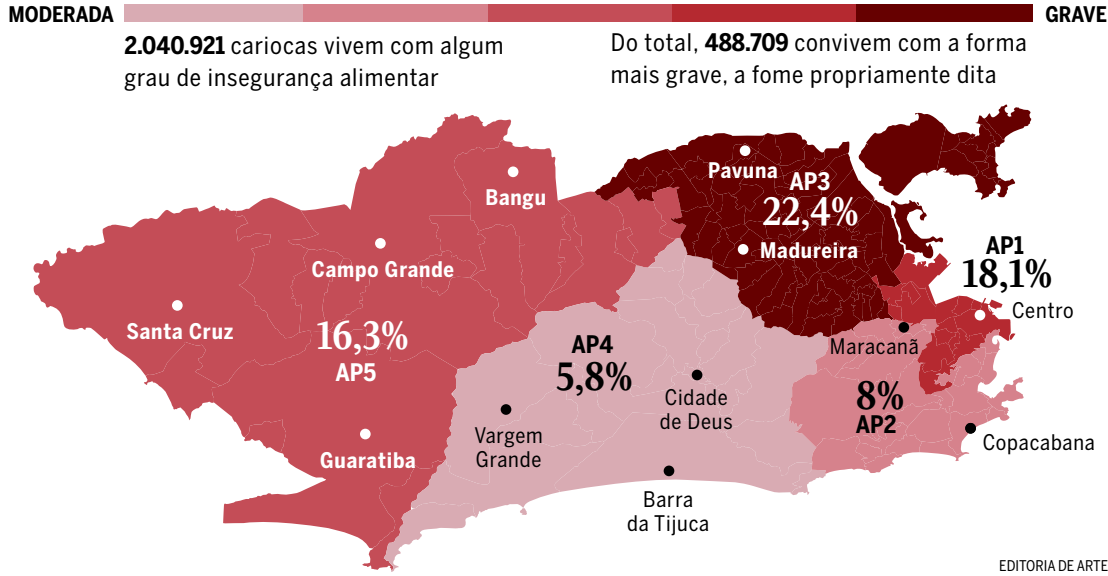 MODERADA
GRAVE
2.040.921 cariocas vivem com algum
grau de insegurança alimentar
Do total, 488.709 convivem com a forma
mais grave, a fome propriamente dita
Pavuna
AP3
22,4%
Madureira
Bangu
Campo Grande
Santa Cruz
16,3%
AP5
Guaratiba
AP1
18,1%
Centro
Maracanã
AP4
5,8%
Cidade
de Deus
8%
AP2
Vargem
Grande
Copacabana
Barra
da Tijuca
EDITORIA DE ARTE